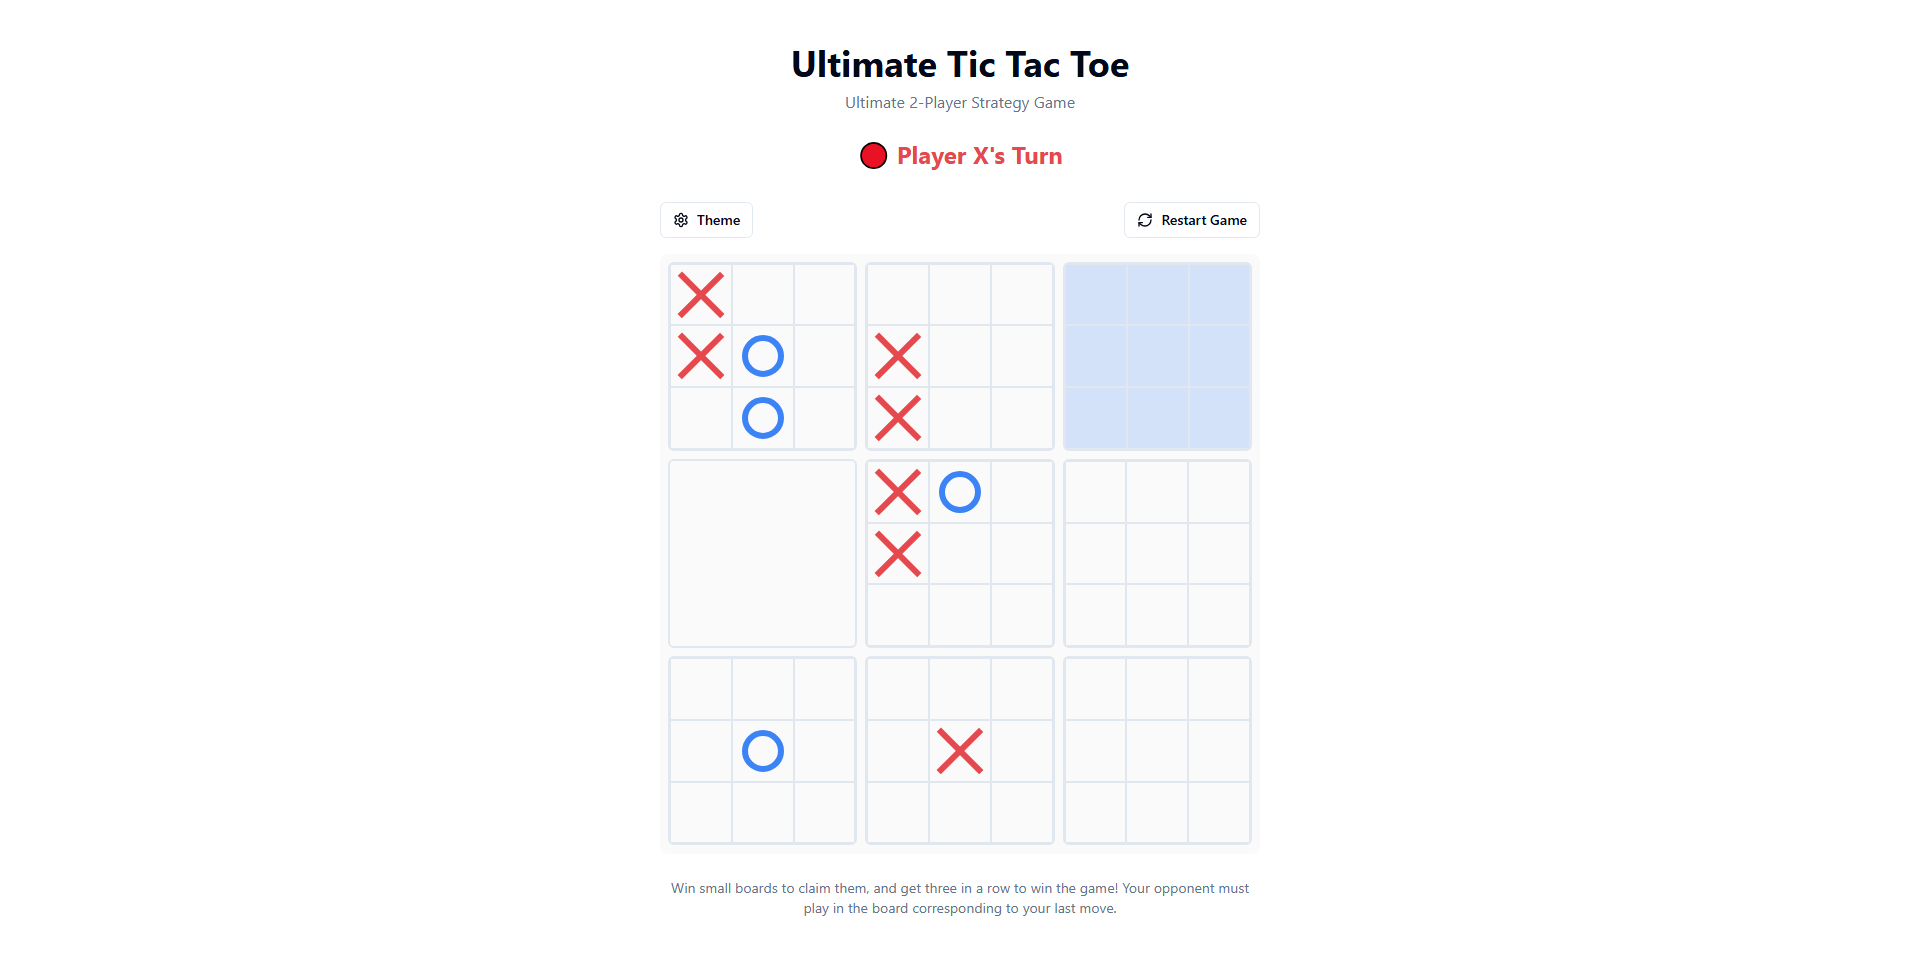 Ultimate Tic Tac Toe
Ultimate 2-Player Strategy Game
Player X's Turn
Theme
Restart Game
Win small boards to claim them, and get three in a row to win the game! Your opponent must
play in the board corresponding to your last move.